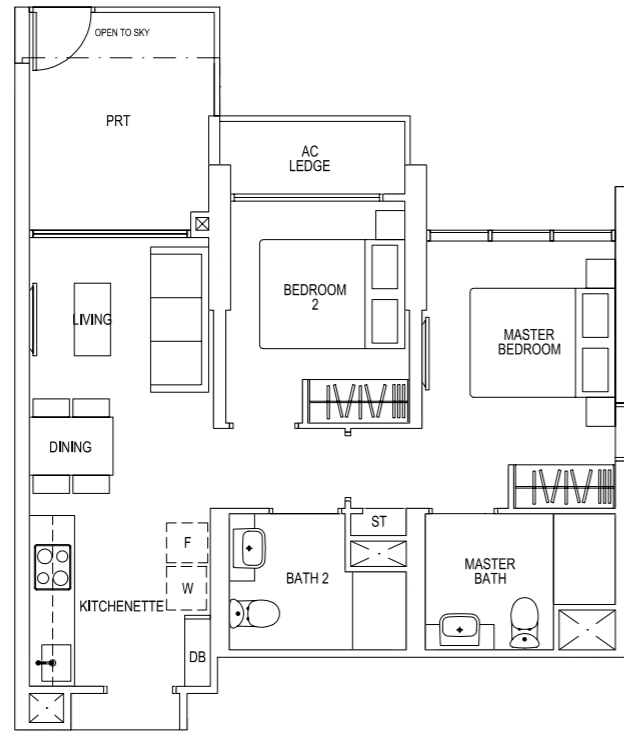 OPEN TO SKY
PRT
AC
LEDGE
BEDROOM
2
LIVING
MASTER
BEDROOM
DINING
F
ST
W
BATH 2
MASTER
BATH
KITCHENETTE
DB